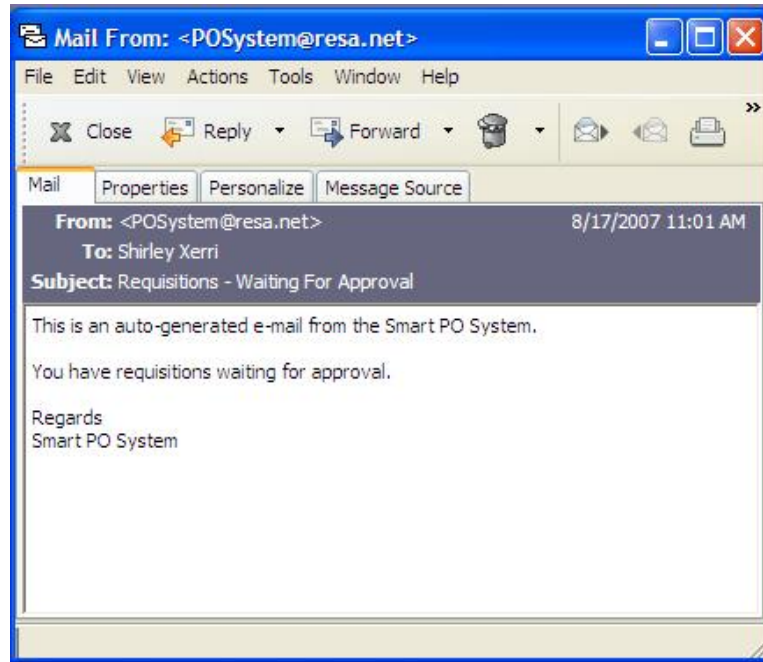 Mail From: <POSystem@resa.net>
File Edit View Actions Tools Window Help
Close Reply Forward »
Mail Properties Personalize Message Source
From: <POSystem@resa.net> 8/17/2007 11:01 AM
To: Shirley Xerri
Subject: Requisitions - Waiting For Approval
This is an auto-generated e-mail from the Smart PO System.
You have requisitions waiting for approval.
Regards
Smart PO System